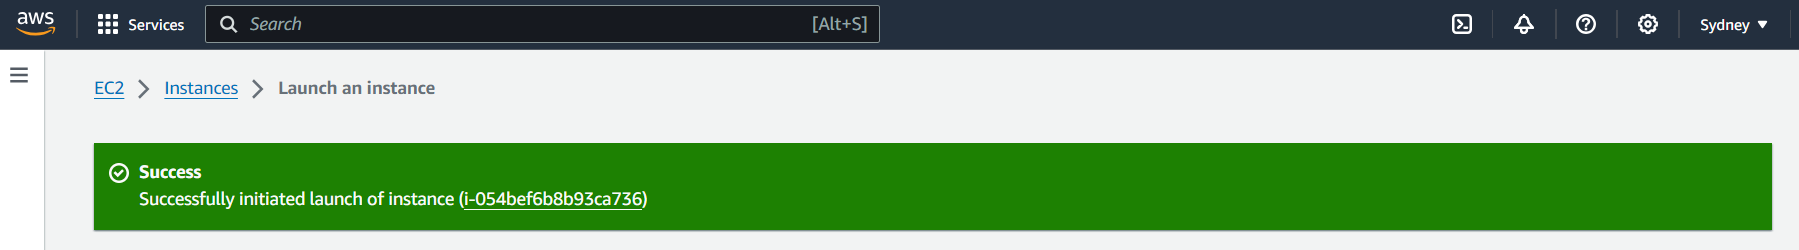 aws
Services
Search
[Alt+S]
Sydney
EC2 Instances Launch an instance
Success
Successfully initiated launch of instance (i-054bef6b8b93ca736)